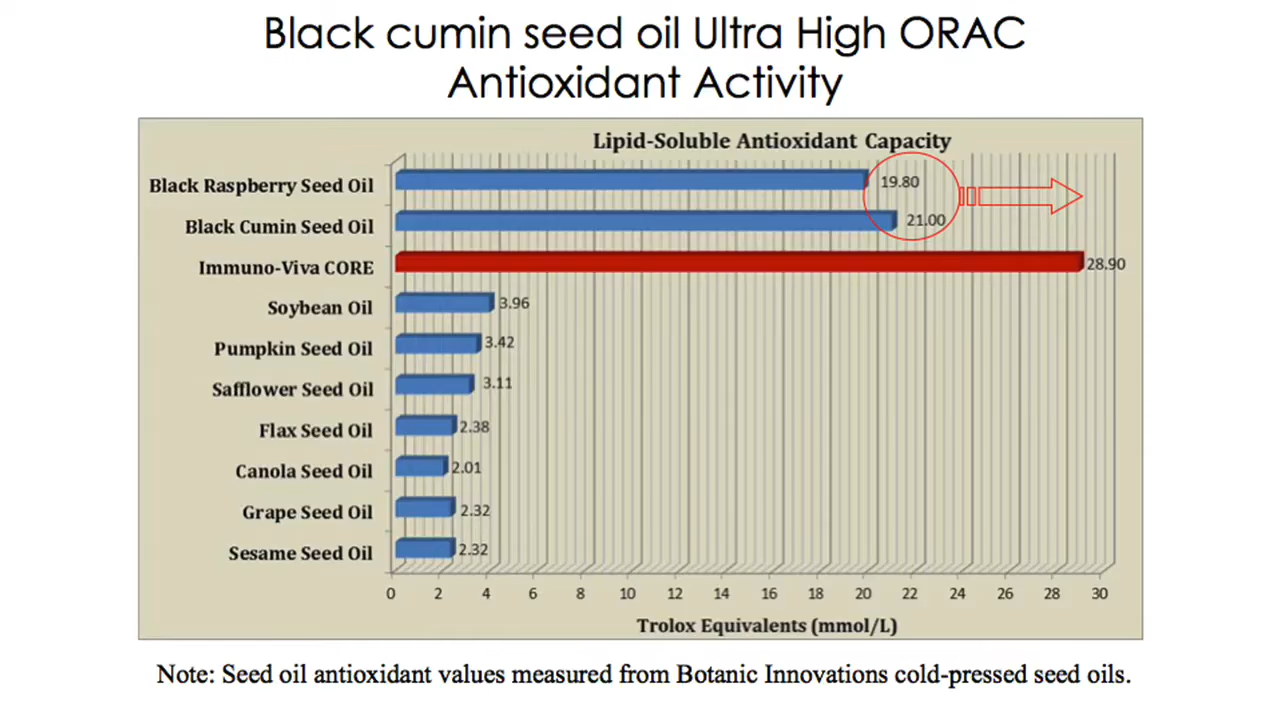 Black cumin seed oil Ultra High ORAC
Antioxidant Activity
Lipid-Soluble Antioxidant Capacity
Black Raspberry Seed Oil 19.80
Black Cumin Seed Oil 21.00
Immuno-Viva CORE 28.90
Soybean Oil 3.96
Pumpkin Seed Oil 3.42
Safflower Seed Oil 3.11
Flax Seed Oil 2.38
Canola Seed Oil 2.01
Grape Seed Oil 2.32
Sesame Seed Oil 2.32
0 2 4 6 8 10 12 14 16 18 20 22 24 26 28 30
Trolox Equivalents (mmol/L)
Note: Seed oil antioxidant values measured from Botanic Innovations cold-pressed seed oils.